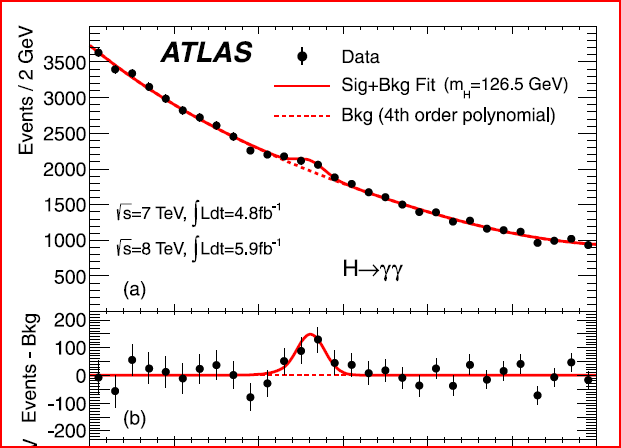 ATLAS
Data
Sig+Bkg Fit (mH=126.5 GeV)
Bkg (4th order polynomial)
Events / 2 GeV
3500
3000
2500
2000
1500
1000
500
√s=7 TeV, ∫Ldt=4.8fb⁻¹
√s=8 TeV, ∫Ldt=5.9fb⁻¹
H→γγ
(a)
Events - Bkg
200
100
0
-100
-200
(b)